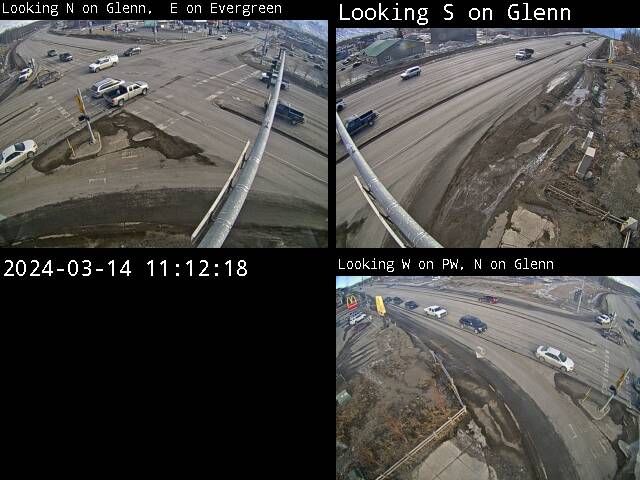 Looking N on Glenn,  E on Evergreen
Looking S on Glenn
2024-03-14 11:12:18
Looking W on PW, N on Glenn